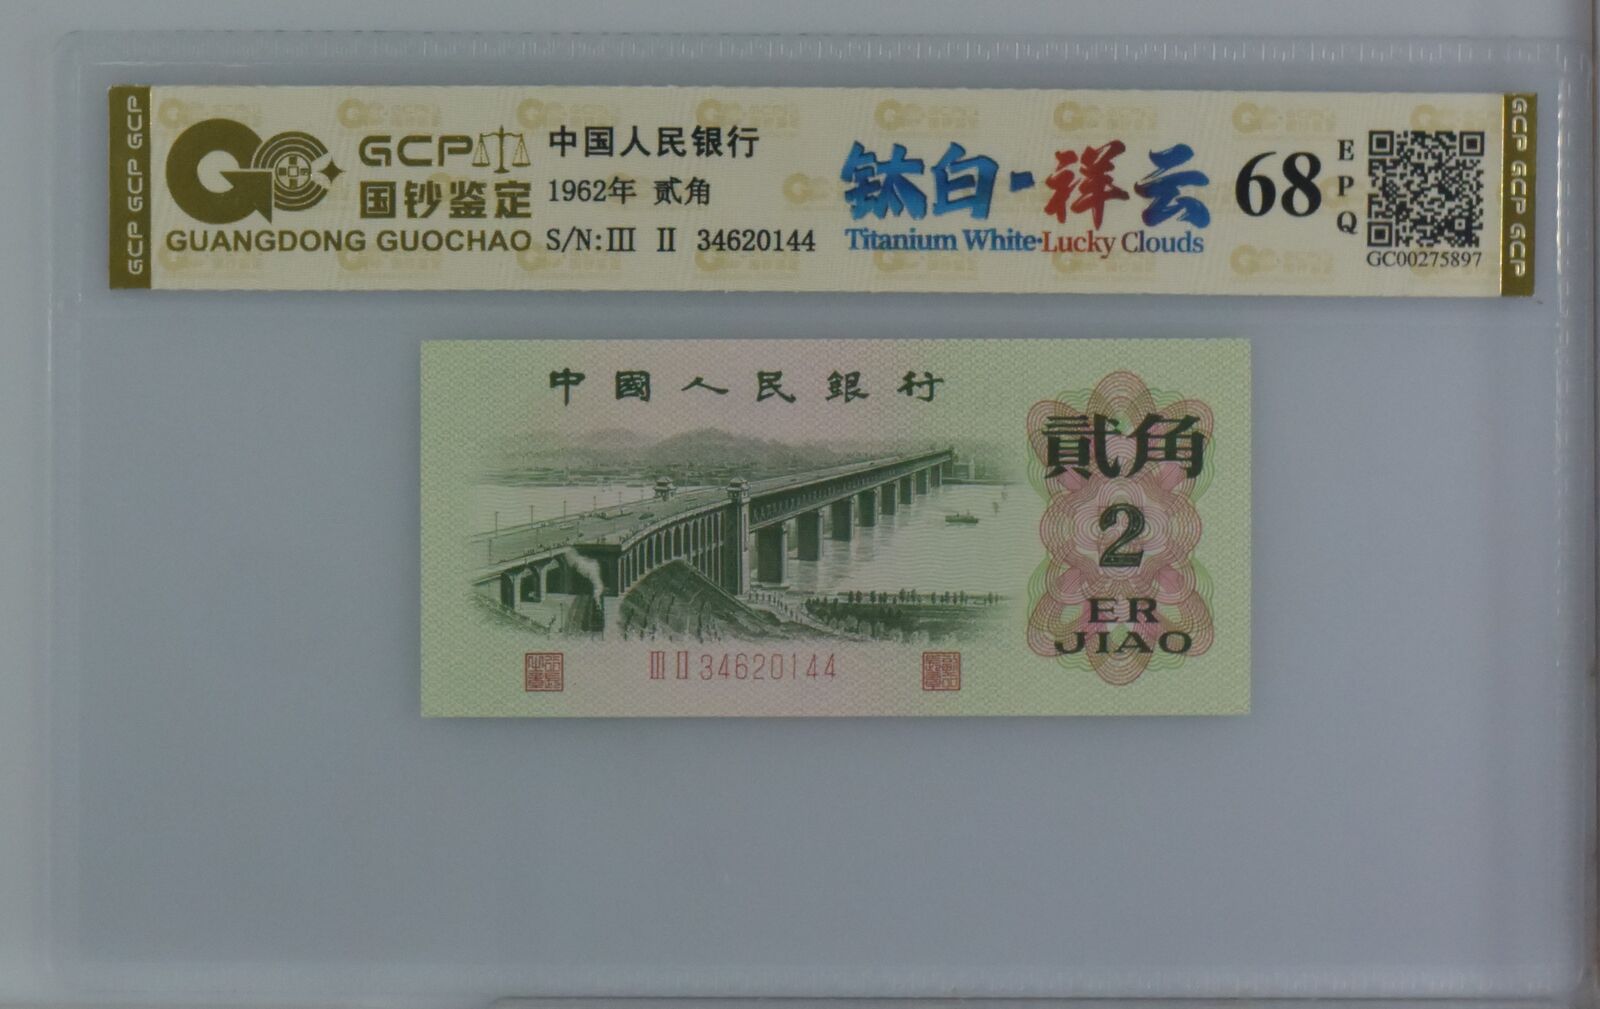 GCP GCP GCP
GCP
国钞鉴定
GUANGDONG GUOCHAO
中国人民银行
1962年 贰角
S/N:III II 34620144
钛白·祥云
Titanium White·Lucky Clouds
68
EPQ
GC00275897
GCP GCP GCP
中國人民銀行
貳角
2
ER
JIAO
III II 34620144